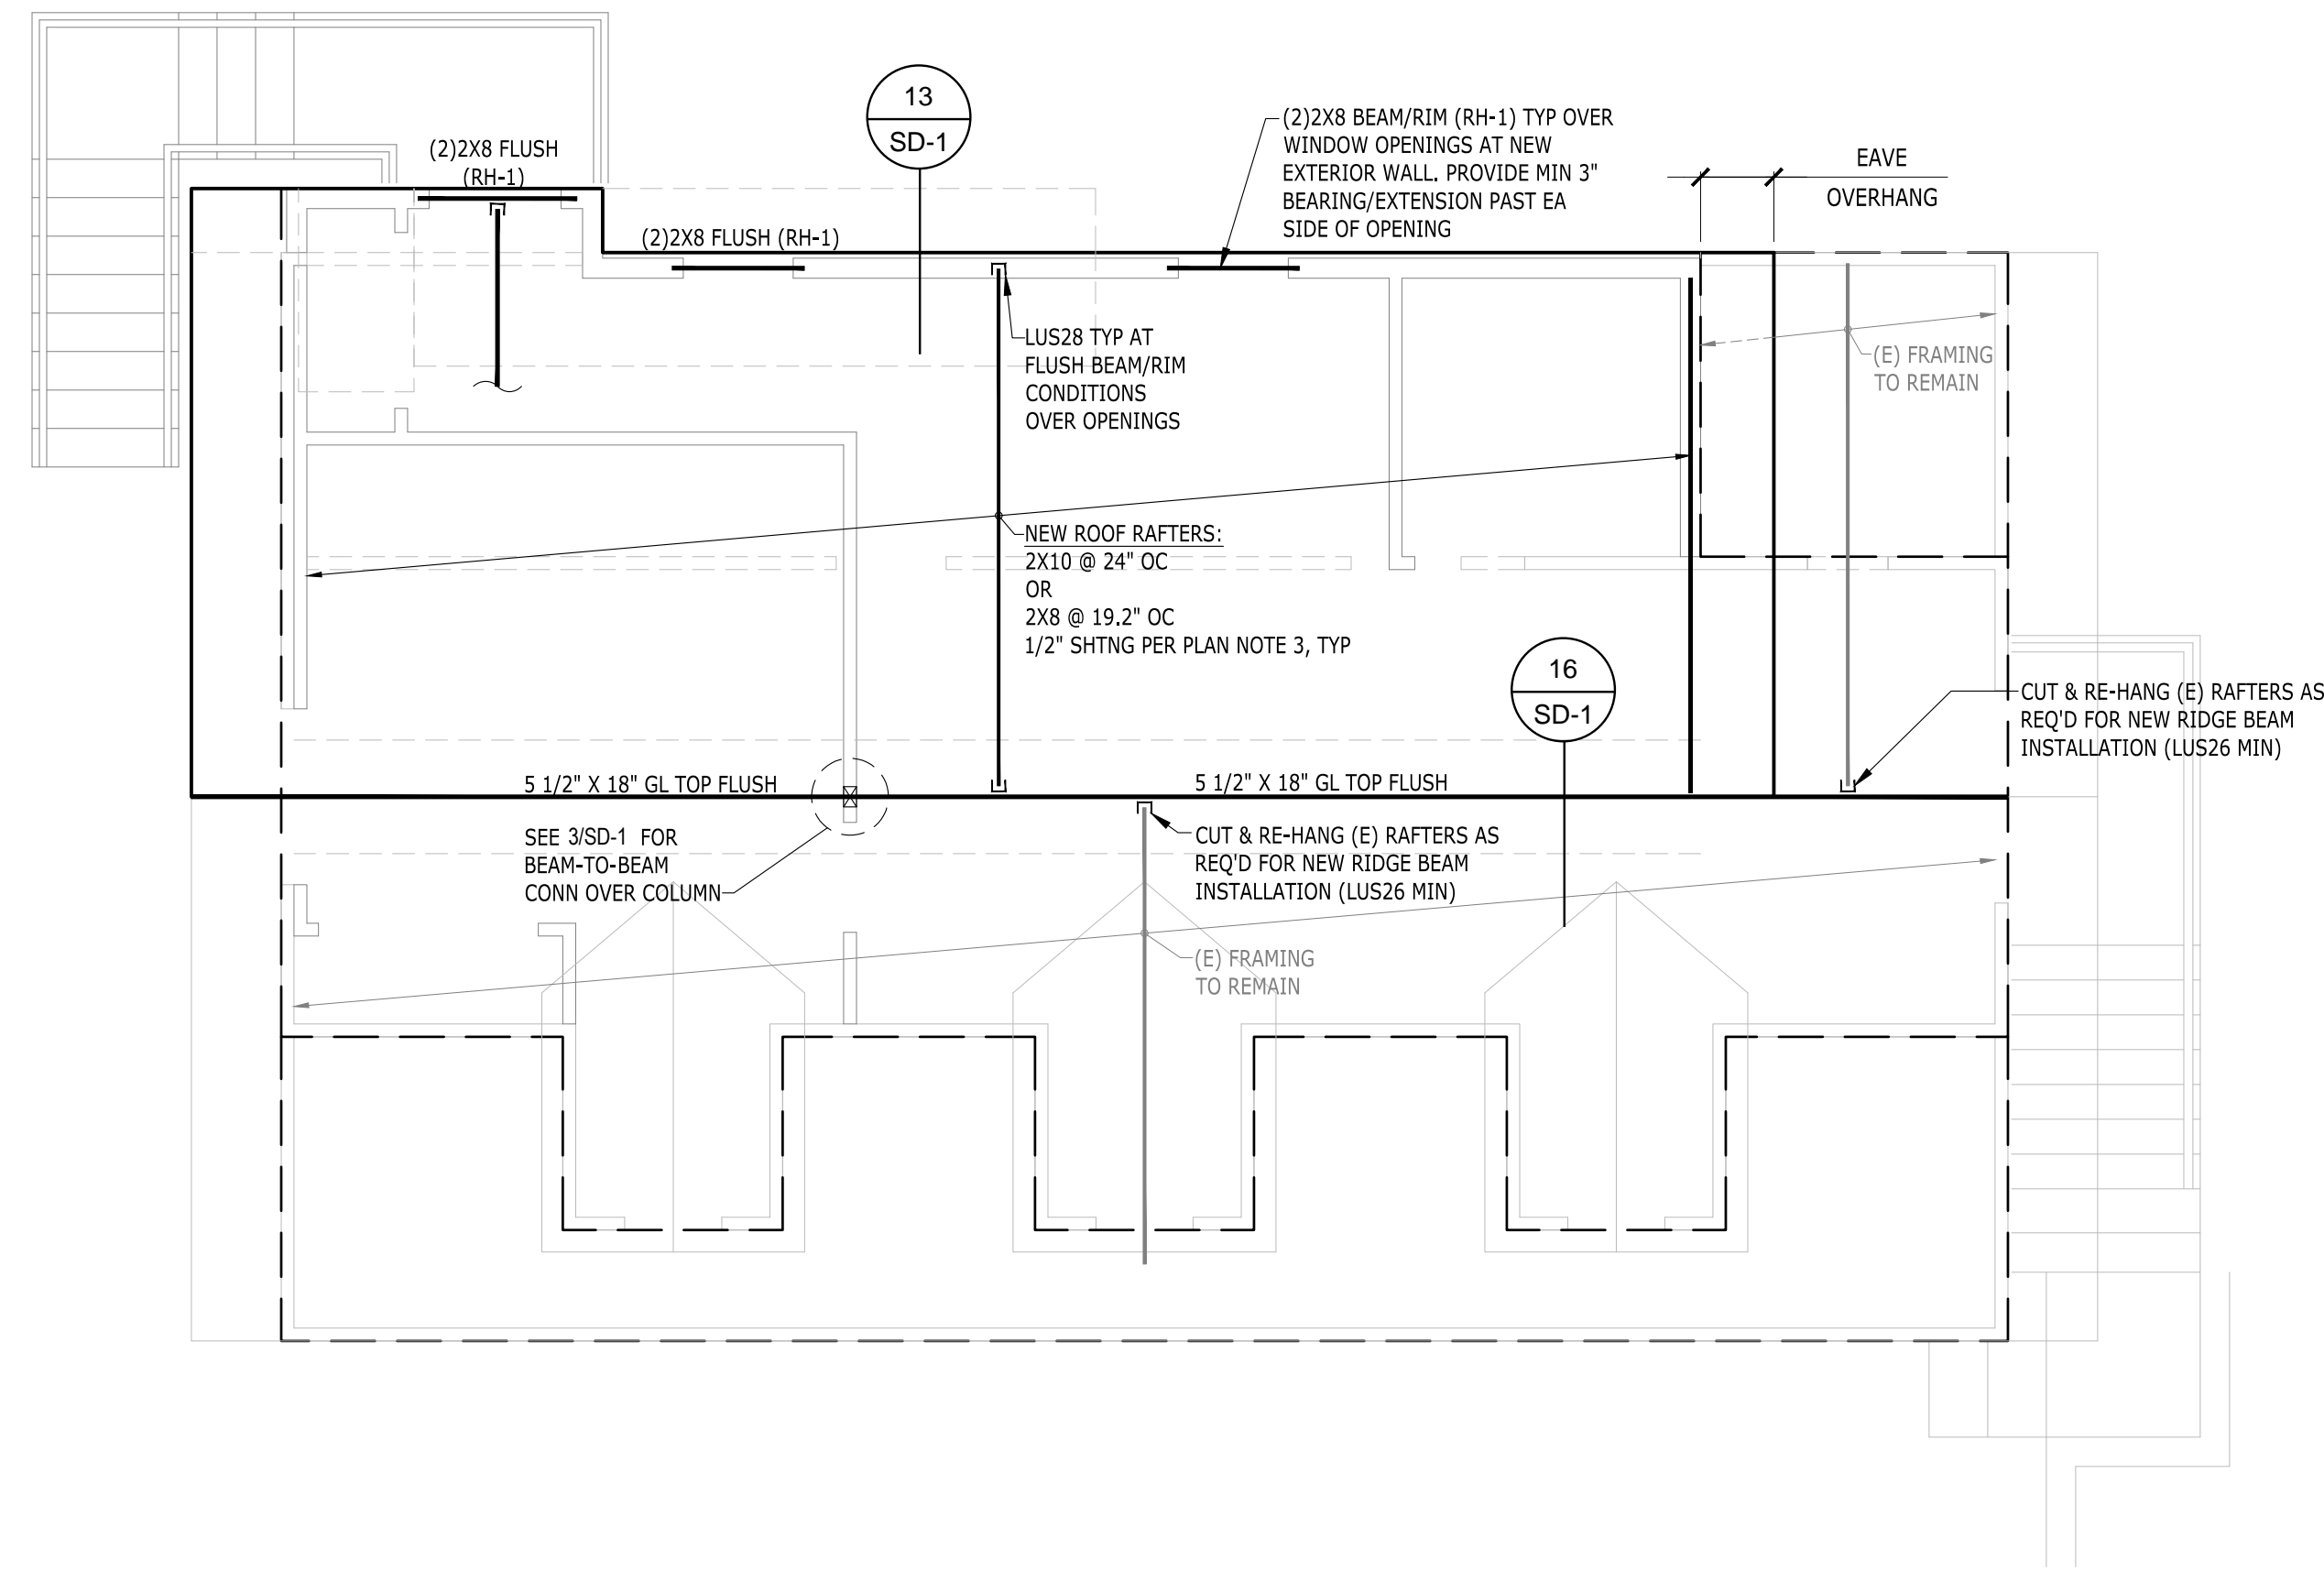 13
SD-1
(2)2X8 FLUSH
(RH-1)
(2)2X8 BEAM/RIM (RH-1) TYP OVER
WINDOW OPENINGS AT NEW
EXTERIOR WALL. PROVIDE MIN 3"
BEARING/EXTENSION PAST EA
SIDE OF OPENING
EAVE
OVERHANG
(2)2X8 FLUSH (RH-1)
LUS28 TYP AT
FLUSH BEAM/RIM
CONDITIONS
OVER OPENINGS
(E) FRAMING
TO REMAIN
NEW ROOF RAFTERS:
2X10 @ 24" OC
OR
2X8 @ 19.2" OC
1/2" SHTNG PER PLAN NOTE 3, TYP
16
SD-1
CUT & RE-HANG (E) RAFTERS AS
REQ'D FOR NEW RIDGE BEAM
INSTALLATION (LUS26 MIN)
5 1/2" X 18" GL TOP FLUSH
5 1/2" X 18" GL TOP FLUSH
SEE 3/SD-1 FOR
BEAM-TO-BEAM
CONN OVER COLUMN
CUT & RE-HANG (E) RAFTERS AS
REQ'D FOR NEW RIDGE BEAM
INSTALLATION (LUS26 MIN)
(E) FRAMING
TO REMAIN